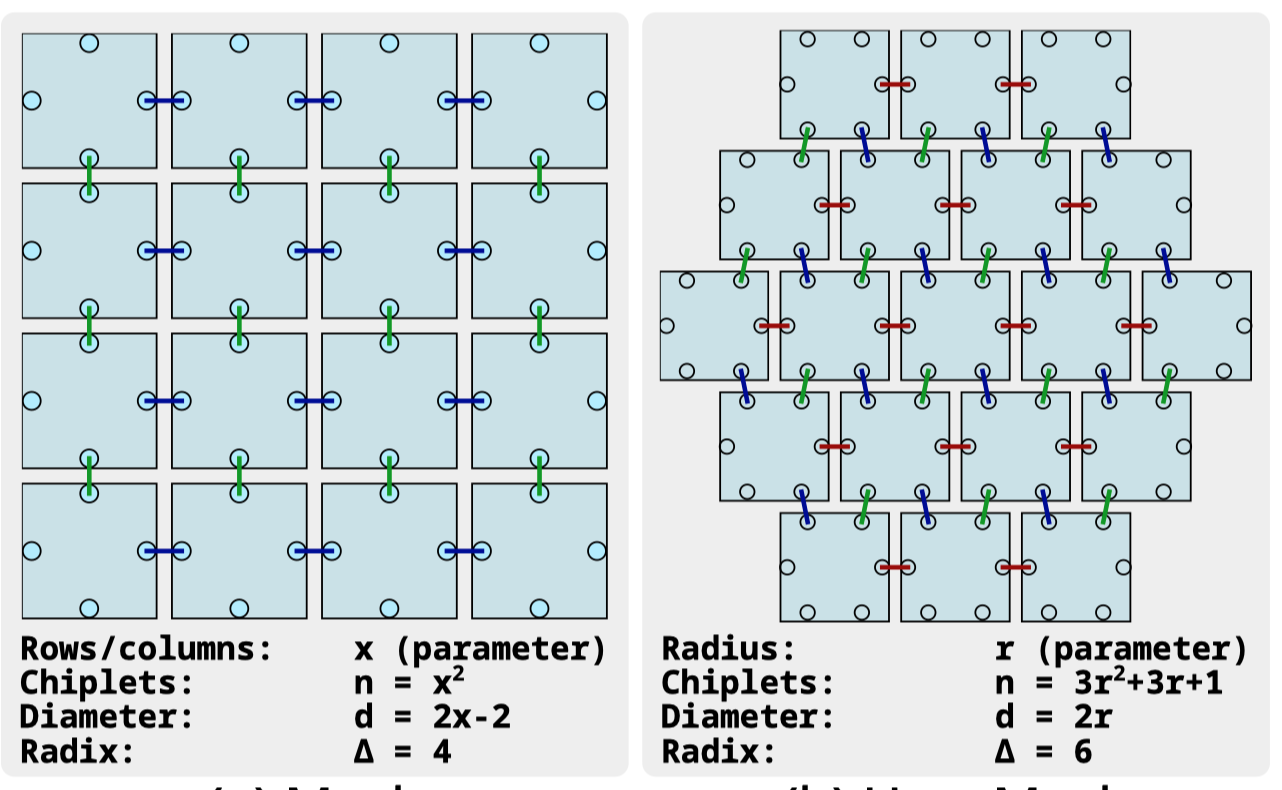 Rows/columns: x (parameter)
Chiplets: n = x²
Diameter: d = 2x-2
Radix: Δ = 4
Radius: r (parameter)
Chiplets: n = 3r²+3r+1
Diameter: d = 2r
Radix: Δ = 6